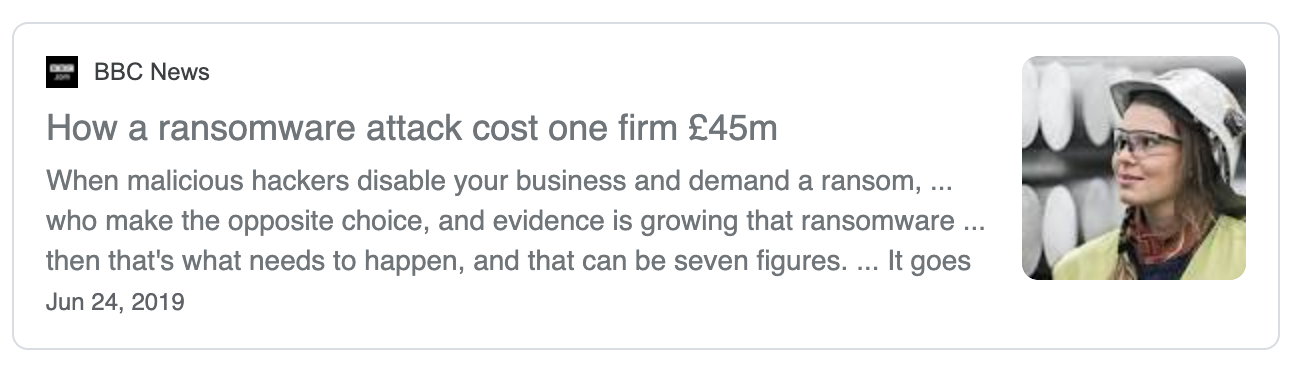 BBC News
How a ransomware attack cost one firm £45m
When malicious hackers disable your business and demand a ransom, ...
who make the opposite choice, and evidence is growing that ransomware ...
then that's what needs to happen, and that can be seven figures. ... It goes
Jun 24, 2019